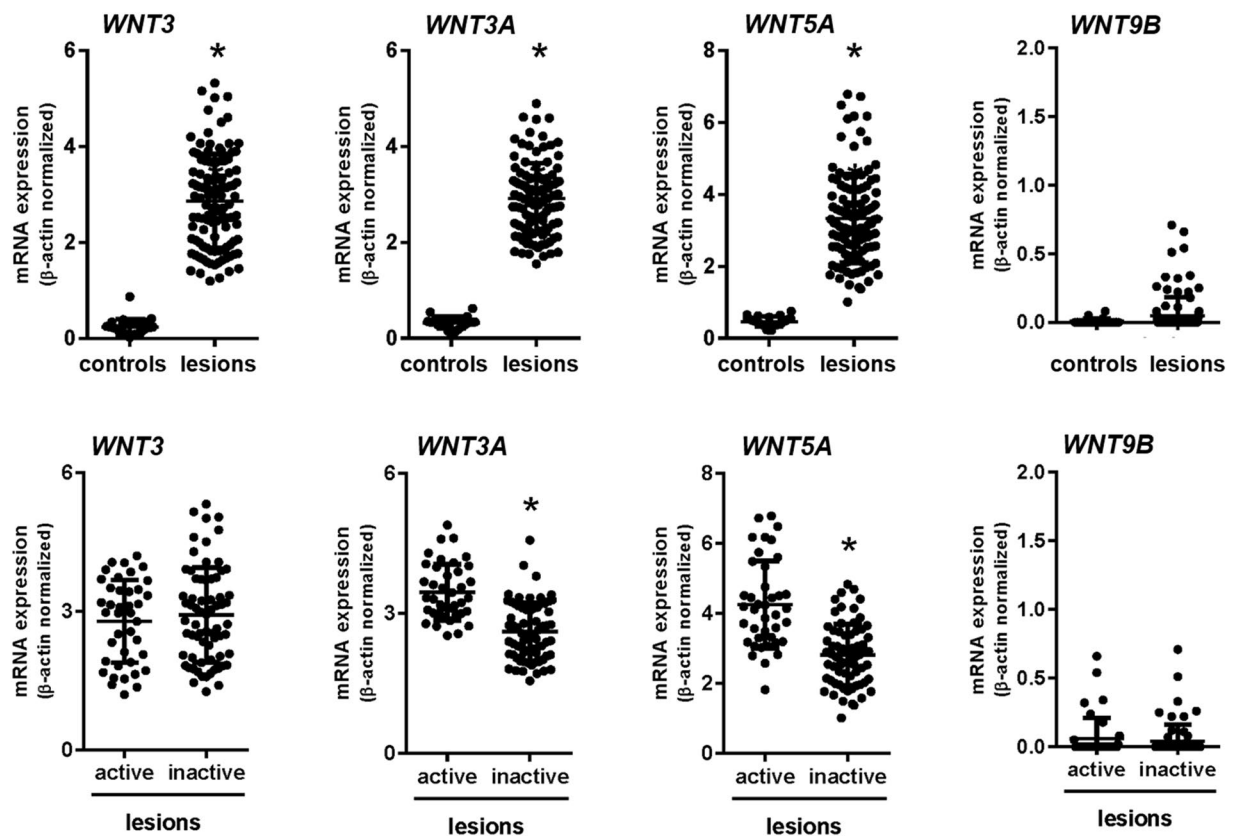 WNT3
mRNA expression
(β-actin normalized)
6
4
2
0
*
controls lesions
WNT3A
mRNA expression
(β-actin normalized)
6
4
2
0
*
controls lesions
WNT5A
mRNA expression
(β-actin normalized)
8
6
4
2
0
*
controls lesions
WNT9B
mRNA expression
(β-actin normalized)
2.0
1.5
1.0
0.5
0.0
controls lesions
WNT3
mRNA expression
(β-actin normalized)
6
3
0
active inactive
lesions
WNT3A
mRNA expression
(β-actin normalized)
6
3
0
*
active inactive
lesions
WNT5A
mRNA expression
(β-actin normalized)
8
6
4
2
0
*
active inactive
lesions
WNT9B
mRNA expression
(β-actin normalized)
2.0
1.5
1.0
0.5
0.0
active inactive
lesions